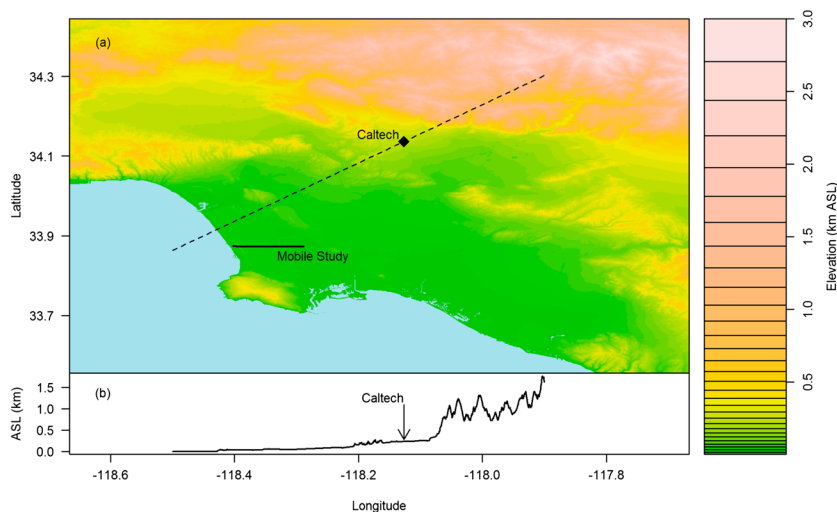 (a)
34.3
34.1
33.9
33.7
Latitude
Caltech
Mobile Study
3.0
2.5
2.0
1.5
1.0
0.5
Elevation (km ASL)
(b)
1.5
1.0
0.5
0.0
ASL (km)
Caltech
-118.6
-118.4
-118.2
-118.0
-117.8
Longitude